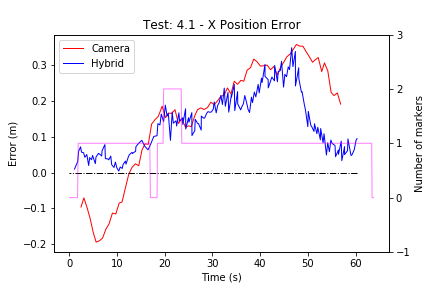 Test: 4.1 - X Position Error
Camera
Hybrid
Error (m)
0.3
0.2
0.1
0.0
−0.1
−0.2
3
2
1
0
−1
Number of markers
0 10 20 30 40 50 60
Time (s)